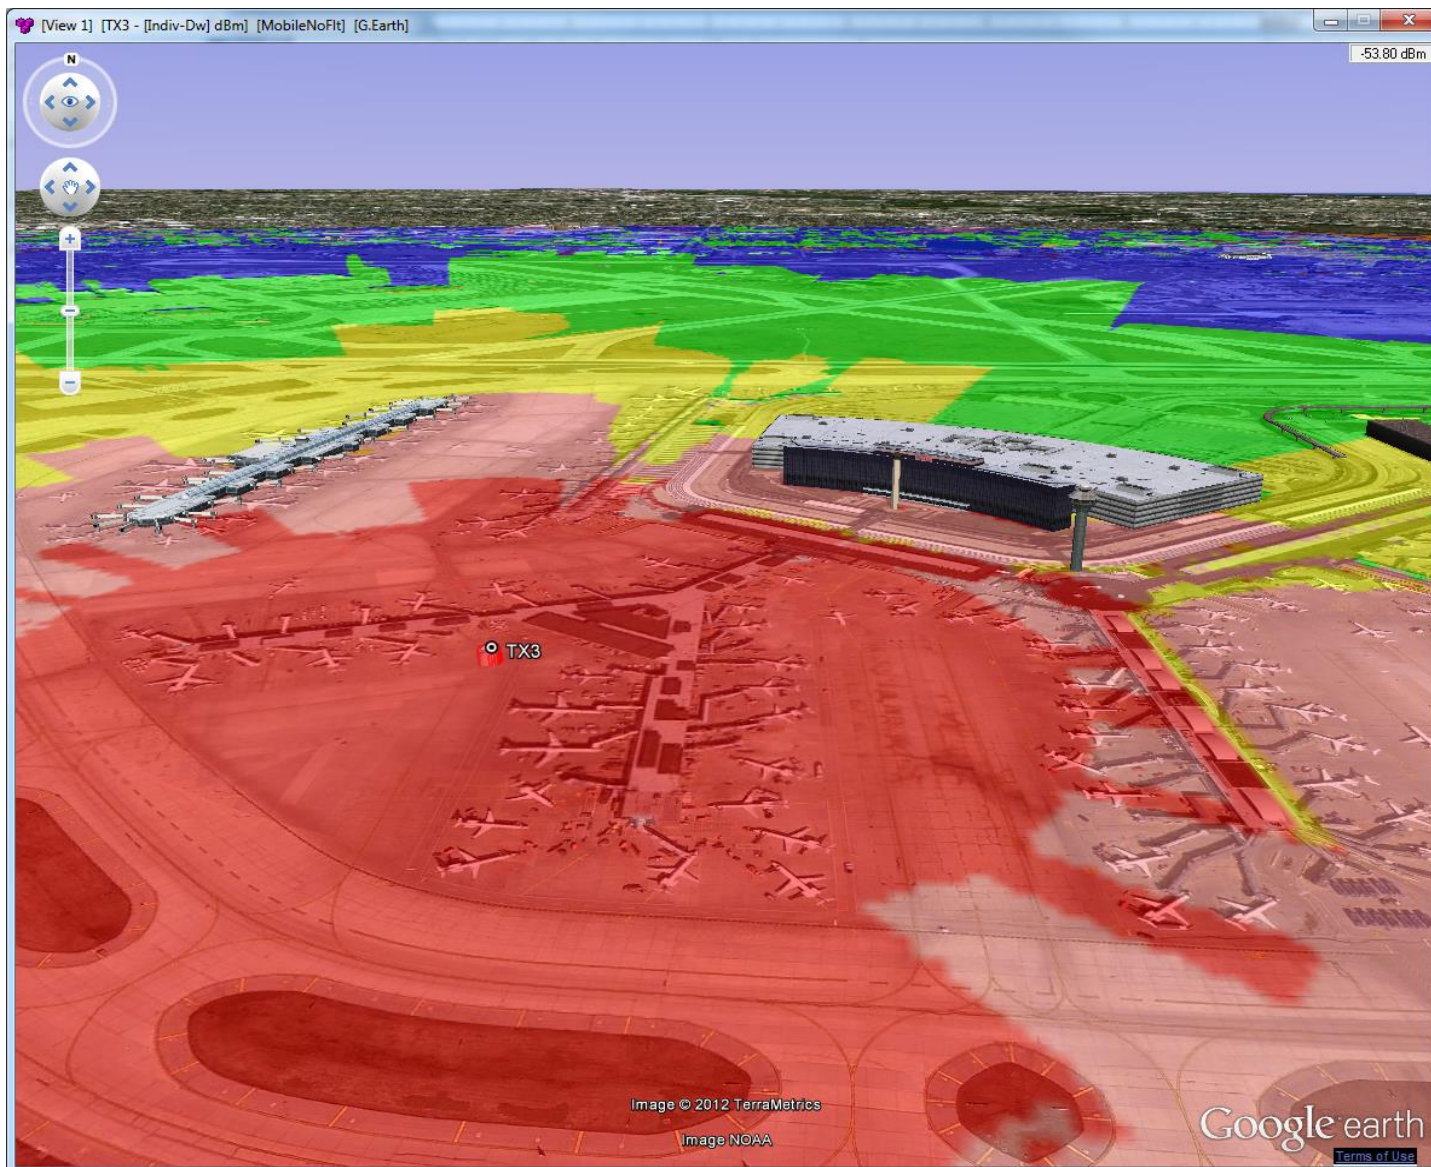 [View 1] [TX3 - [Indiv-Dw] dBm] [MobileNoFlt] [G.Earth]
-53.80 dBm
N
TX3
Image © 2012 TerraMetrics
Image NOAA
Google earth
Terms of Use